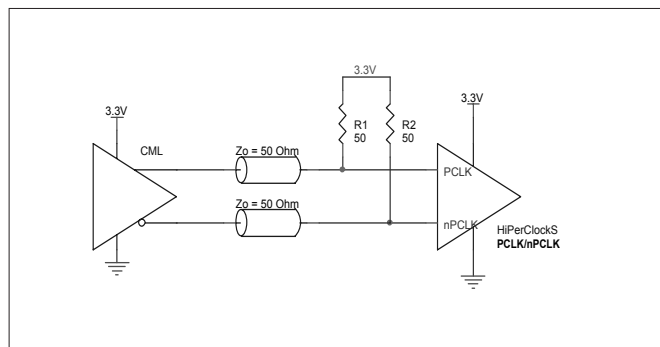 3.3V
3.3V
3.3V
R1
50
R2
50
CML
Zo = 50 Ohm
PCLK
Zo = 50 Ohm
nPCLK
HiPerClockS
PCLK/nPCLK